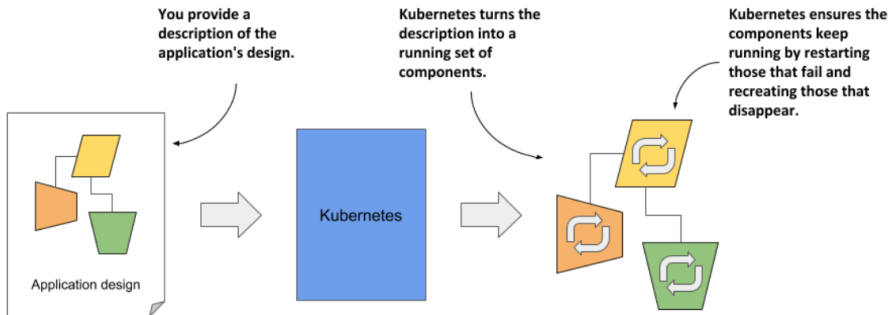 You provide a
description of the
application's design.
Kubernetes turns the
description into a
running set of
components.
Kubernetes ensures the
components keep
running by restarting
those that fail and
recreating those that
disappear.
Kubernetes
Application design